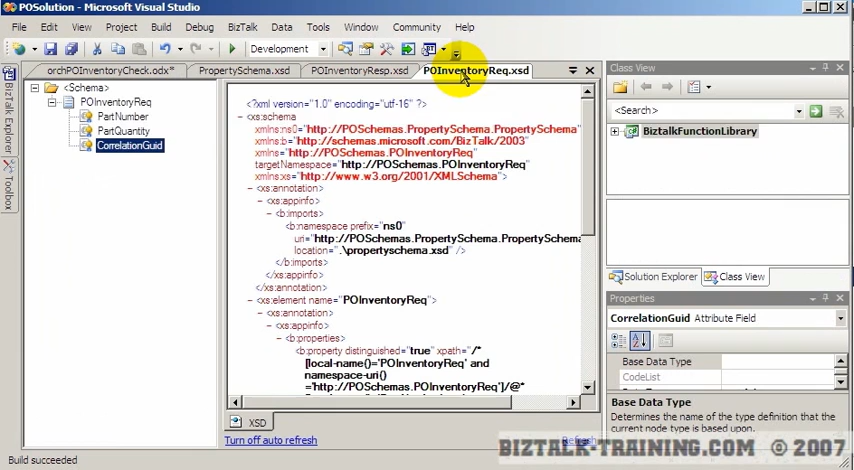 POSolution - Microsoft Visual Studio
File Edit View Project Build Debug BizTalk Data Tools Window Community Help
Development
orchPOInventoryCheck.odx* PropertySchema.xsd POInventoryResp.xsd POInventoryReq.xsd
BizTalk Explorer
Toolbox
<Schema>
POInventoryReq
PartNumber
PartQuantity
CorrelationGuid
<?xml version="1.0" encoding="utf-16" ?>
- <xs:schema
xmlns:ns0="http://POSchemas.PropertySchema.PropertySchema"
xmlns:b="http://schemas.microsoft.com/BizTalk/2003"
xmlns="http://POSchemas.POInventoryReq"
targetNamespace="http://POSchemas.POInventoryReq"
xmlns:xs="http://www.w3.org/2001/XMLSchema">
- <xs:annotation>
- <xs:appinfo>
- <b:imports>
<b:namespace prefix="ns0"
uri="http://POSchemas.PropertySchema.PropertySchema
location=".\propertyschema.xsd" />
</b:imports>
</xs:appinfo>
</xs:annotation>
- <xs:element name="POInventoryReq">
- <xs:annotation>
- <xs:appinfo>
- <b:properties>
<b:property distinguished="true" xpath="/*
[local-name()='POInventoryReq' and
namespace-uri()
='http://POSchemas.POInventoryReq']/@*
XSD
Turn off auto refresh
Refresh
Class View
<Search>
BiztalkFunctionLibrary
Solution Explorer Class View
Properties
CorrelationGuid Attribute Field
Base Data Type
CodeList
Base Data Type
Determines the name of the type definition that the
current node type is based upon.
BIZTALK-TRAINING.COM © 2007
Build succeeded